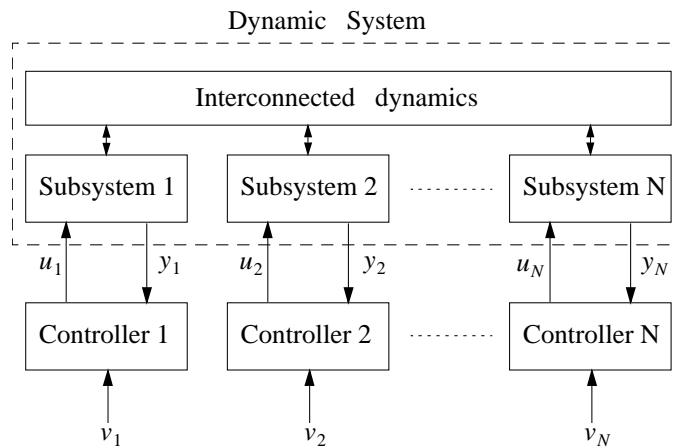 Dynamic System
Interconnected dynamics
Subsystem 1 Subsystem 2 Subsystem N
u1 y1 u2 y2 uN yN
Controller 1 Controller 2 Controller N
v1 v2 vN